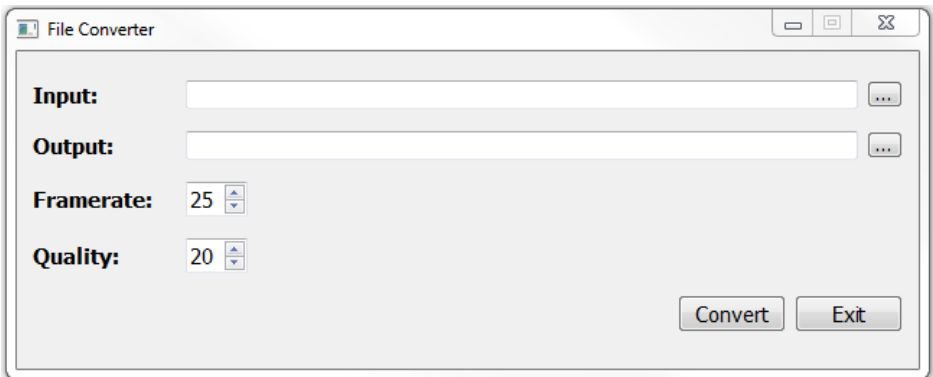 File Converter
Input: ...
Output: ...
Framerate: 25
Quality: 20
Convert Exit